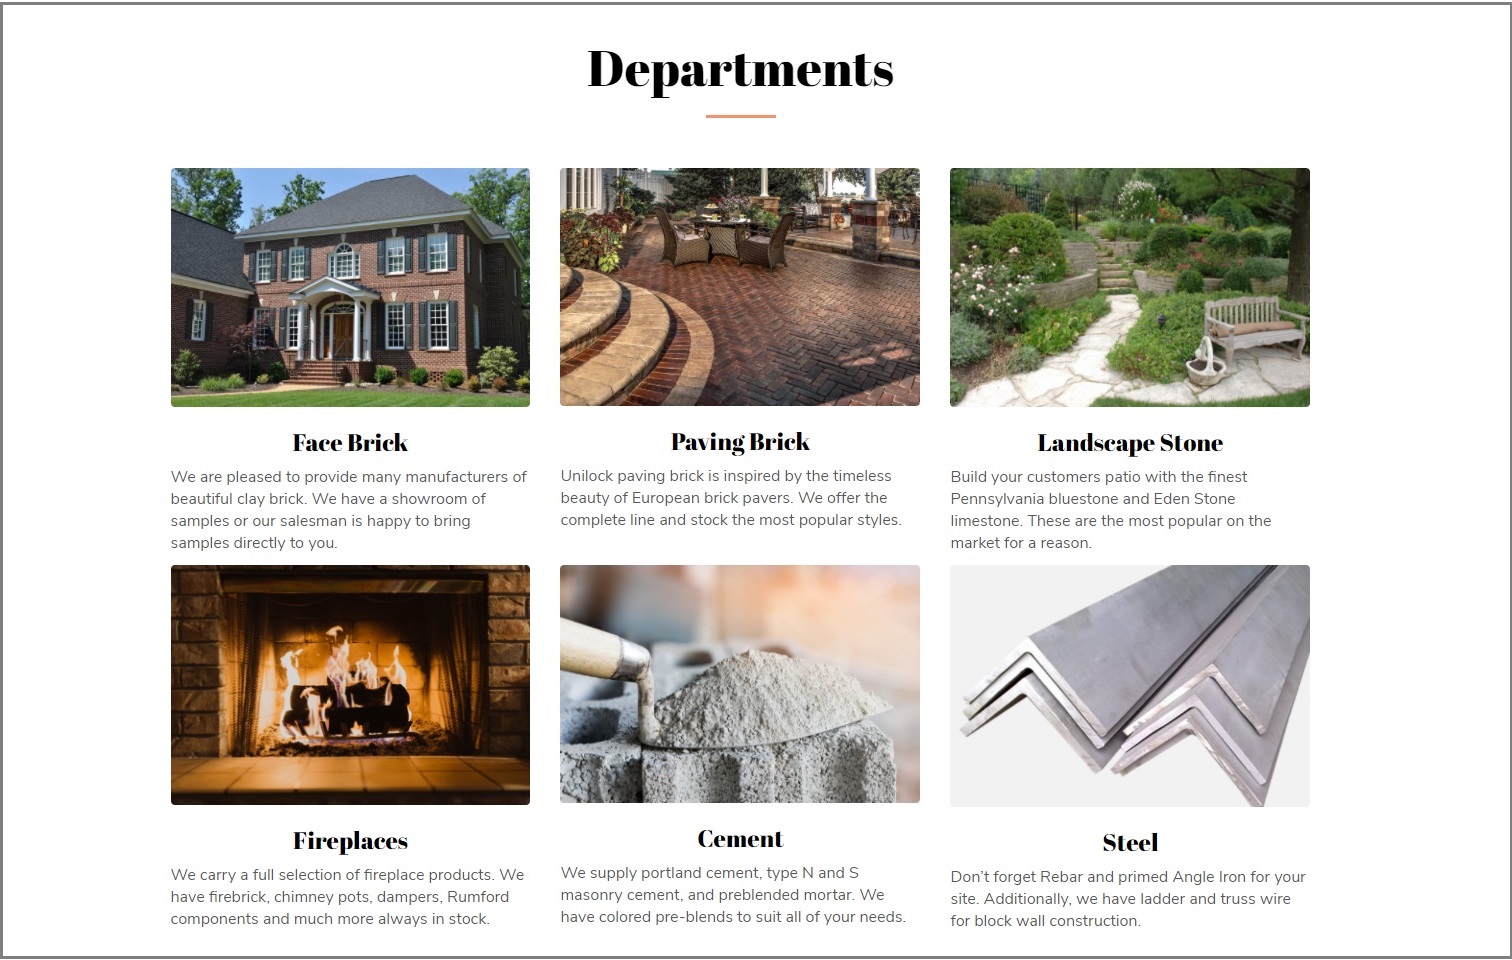 Departments
Face Brick
We are pleased to provide many manufacturers of
beautiful clay brick. We have a showroom of
samples or our salesman is happy to bring
samples directly to you.
Paving Brick
Unilock paving brick is inspired by the timeless
beauty of European brick pavers. We offer the
complete line and stock the most popular styles.
Landscape Stone
Build your customers patio with the finest
Pennsylvania bluestone and Eden Stone
limestone. These are the most popular on the
market for a reason.
Fireplaces
We carry a full selection of fireplace products. We
have firebrick, chimney pots, dampers, Rumford
components and much more always in stock.
Cement
We supply portland cement, type N and S
masonry cement, and preblended mortar. We
have colored pre-blends to suit all of your needs.
Steel
Don’t forget Rebar and primed Angle Iron for your
site. Additionally, we have ladder and truss wire
for block wall construction.